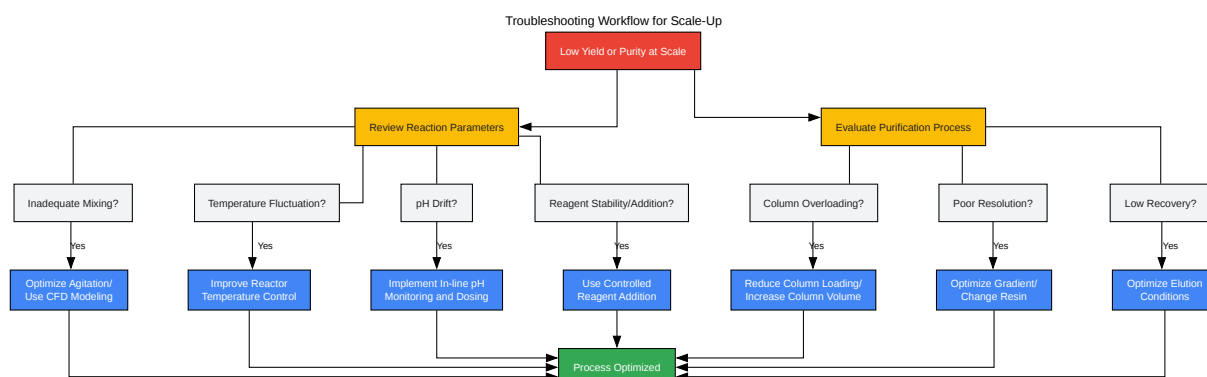 Troubleshooting Workflow for Scale-Up
Low Yield or Purity at Scale
Review Reaction Parameters
Evaluate Purification Process
Inadequate Mixing?
Temperature Fluctuation?
pH Drift?
Reagent Stability/Addition?
Column Overloading?
Poor Resolution?
Low Recovery?
Yes
Yes
Yes
Yes
Yes
Yes
Yes
Optimize Agitation/
Use CFD Modeling
Improve Reactor
Temperature Control
Implement In-line pH
Monitoring and Dosing
Use Controlled
Reagent Addition
Reduce Column Loading/
Increase Column Volume
Optimize Gradient/
Change Resin
Optimize Elution
Conditions
Process Optimized